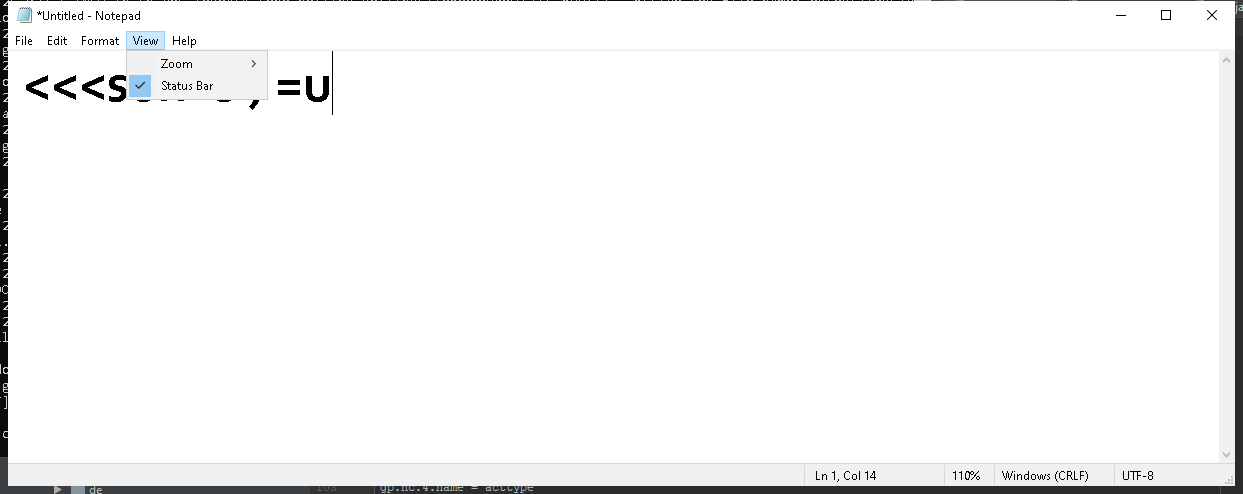 *Untitled - Notepad
File Edit Format View Help
Zoom
Status Bar
<<<s
=U
Ln 1, Col 14 110% Windows (CRLF) UTF-8
de 103 gp.nc.4.name = acctype